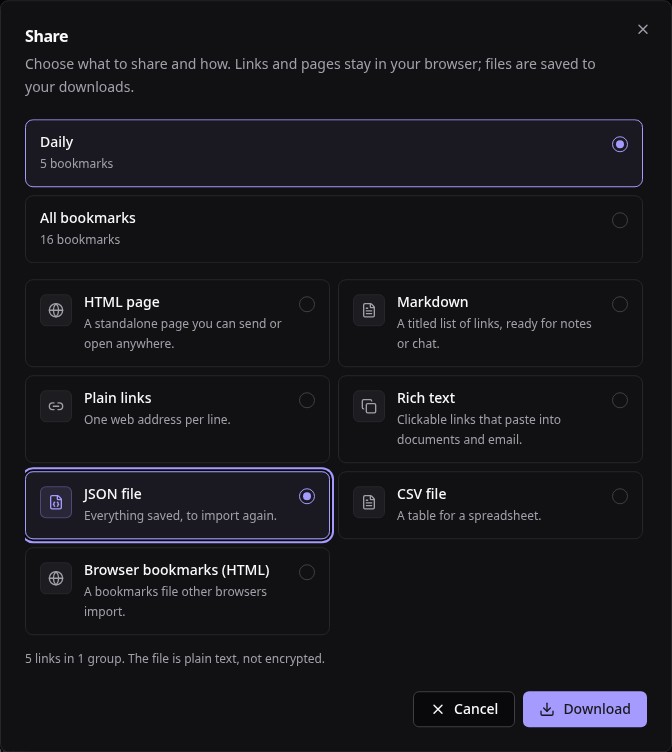 Share
Choose what to share and how. Links and pages stay in your browser; files are saved to
your downloads.
Daily
5 bookmarks
All bookmarks
16 bookmarks
HTML page
A standalone page you can send or
open anywhere.
Markdown
A titled list of links, ready for notes
or chat.
Plain links
One web address per line.
Rich text
Clickable links that paste into
documents and email.
JSON file
Everything saved, to import again.
CSV file
A table for a spreadsheet.
Browser bookmarks (HTML)
A bookmarks file other browsers
import.
5 links in 1 group. The file is plain text, not encrypted.
Cancel
Download